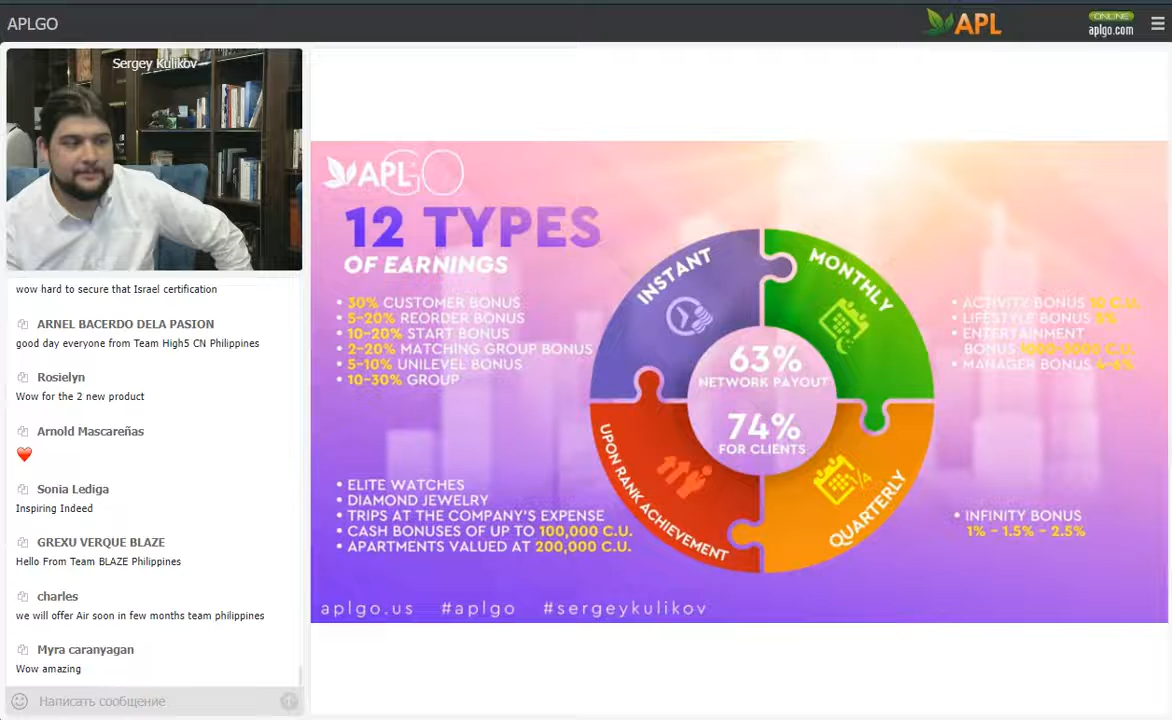 APLGO
APL
ONLINE
aplgo.com
Sergey Kulikov
wow hard to secure that Israel certification
ARNEL BACERDO DELA PASION
good day everyone from Team High5 CN Philippines
Rosielyn
Wow for the 2 new product
Arnold Mascareñas
Sonia Lediga
Inspiring Indeed
GREXU VERQUE BLAZE
Hello From Team BLAZE Philippines
charles
we will offer Air soon in few months team philippines
Myra caranyagan
Wow amazing
Написать сообщение
APLGO
12 TYPES
OF EARNINGS
• 30% CUSTOMER BONUS
• 5-20% REORDER BONUS
• 10-20% START BONUS
• 2-20% MATCHING GROUP BONUS
• 5-10% UNILEVEL BONUS
• 10-30% GROUP
INSTANT
MONTHLY
• ACTIVITY BONUS 10 C.U.
• LIFESTYLE BONUS 5%
• ENTERTAINMENT
BONUS 1000-3000 C.U.
• MANAGER BONUS
63%
NETWORK PAYOUT
74%
FOR CLIENTS
UPON RANK ACHIEVEMENT
QUARTERLY
1/4
• ELITE WATCHES
• DIAMOND JEWELRY
• TRIPS AT THE COMPANY'S EXPENSE
• CASH BONUSES OF UP TO 100,000 C.U.
• APARTMENTS VALUED AT 200,000 C.U.
• INFINITY BONUS
1% - 1.5% - 2.5%
aplgo.us #aplgo #sergeykulikov